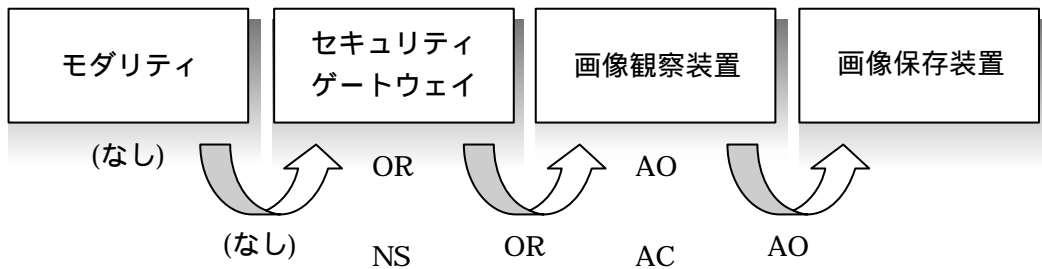 モダリティ
セキュリティ
ゲートウェイ
画像観察装置
画像保存装置
(なし)
OR
AO
(なし)
NS
OR
AC
AO